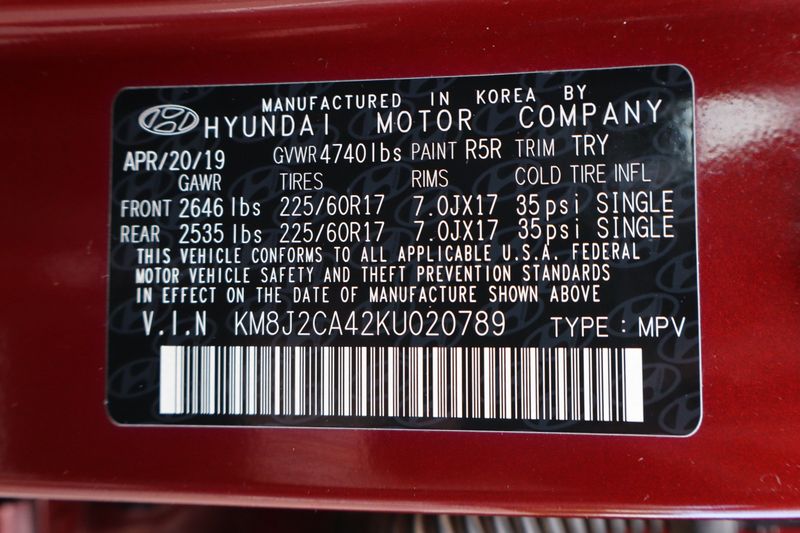 MANUFACTURED IN KOREA BY
HYUNDAI MOTOR COMPANY
APR/20/19 GVWR 4740lbs PAINT R5R TRIM TRY
GAWR TIRES RIMS COLD TIRE INFL
FRONT 2646 lbs 225/60R17 7.0JX17 35psi SINGLE
REAR 2535 lbs 225/60R17 7.0JX17 35psi SINGLE
THIS VEHICLE CONFORMS TO ALL APPLICABLE U.S.A. FEDERAL
MOTOR VEHICLE SAFETY AND THEFT PREVENTION STANDARDS
IN EFFECT ON THE DATE OF MANUFACTURE SHOWN ABOVE
V.I.N KM8J2CA42KU020789 TYPE : MPV